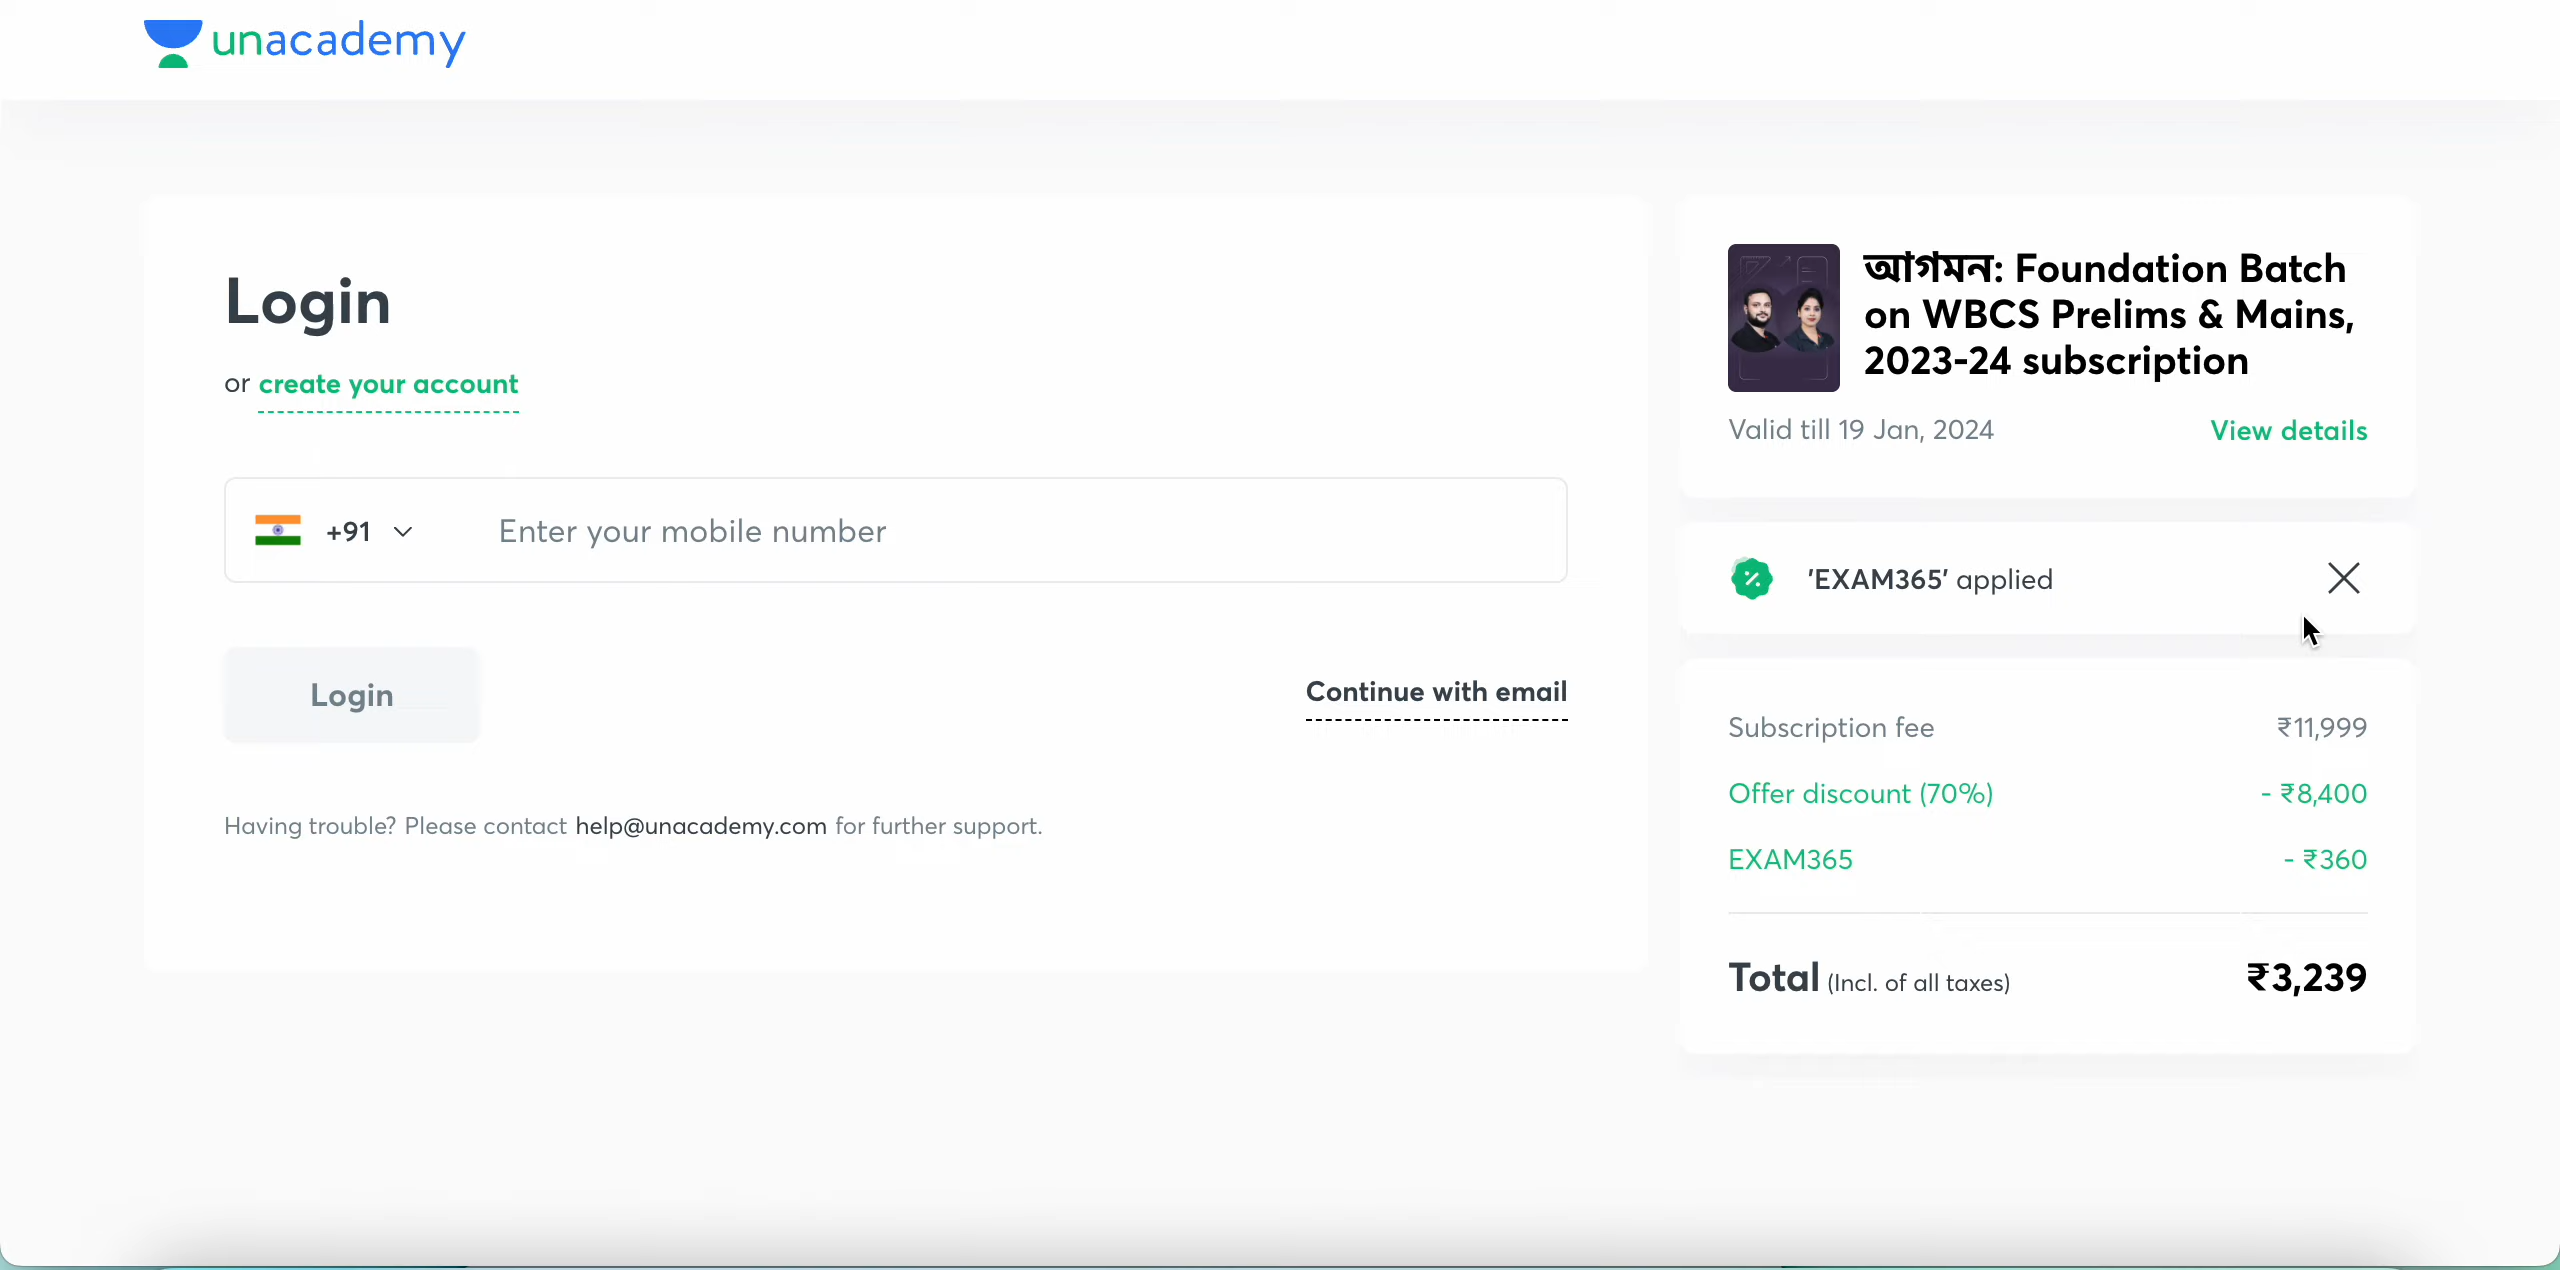 unacademy
Login
or create your account
+91
Enter your mobile number
Login
Continue with email
Having trouble? Please contact help@unacademy.com for further support.
আগমন: Foundation Batch
on WBCS Prelims & Mains,
2023-24 subscription
Valid till 19 Jan, 2024
View details
'EXAM365' applied
Subscription fee ₹11,999
Offer discount (70%) - ₹8,400
EXAM365 - ₹360
Total (Incl. of all taxes) ₹3,239